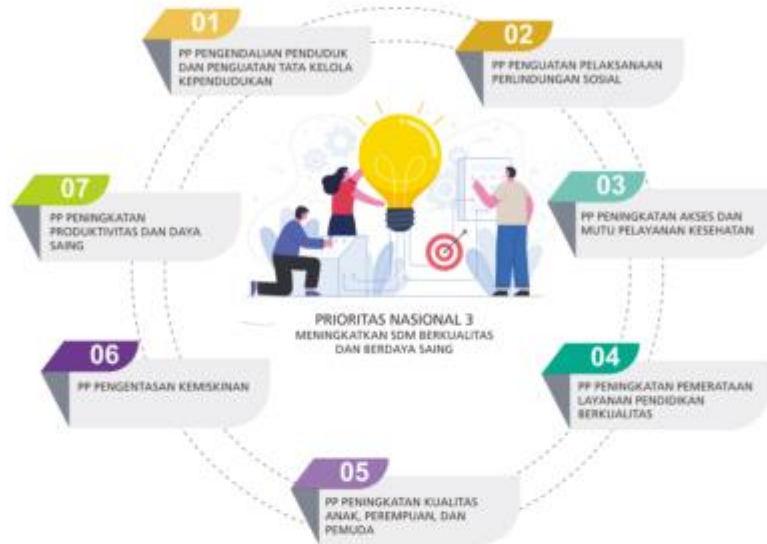 01
PP PENGENDALIAN PENDUDUK
DAN PENGUATAN TATA KELOLA
KEPENDUDUKAN
02
PP PENGUATAN PELAKSANAAN
PERLINDUNGAN SOSIAL
03
PP PENINGKATAN AKSES DAN
MUTU PELAYANAN KESEHATAN
04
PP PENINGKATAN PEMERATAAN
LAYANAN PENDIDIKAN
BERKUALITAS
05
PP PENINGKATAN KUALITAS
ANAK, PEREMPUAN, DAN
PEMUDA
06
PP PENGENTASAN KEMISKINAN
07
PP PENINGKATAN
PRODUKTIVITAS DAN DAYA
SAING
PRIORITAS NASIONAL 3
MENINGKATKAN SDM BERKUALITAS
DAN BERDAYA SAING